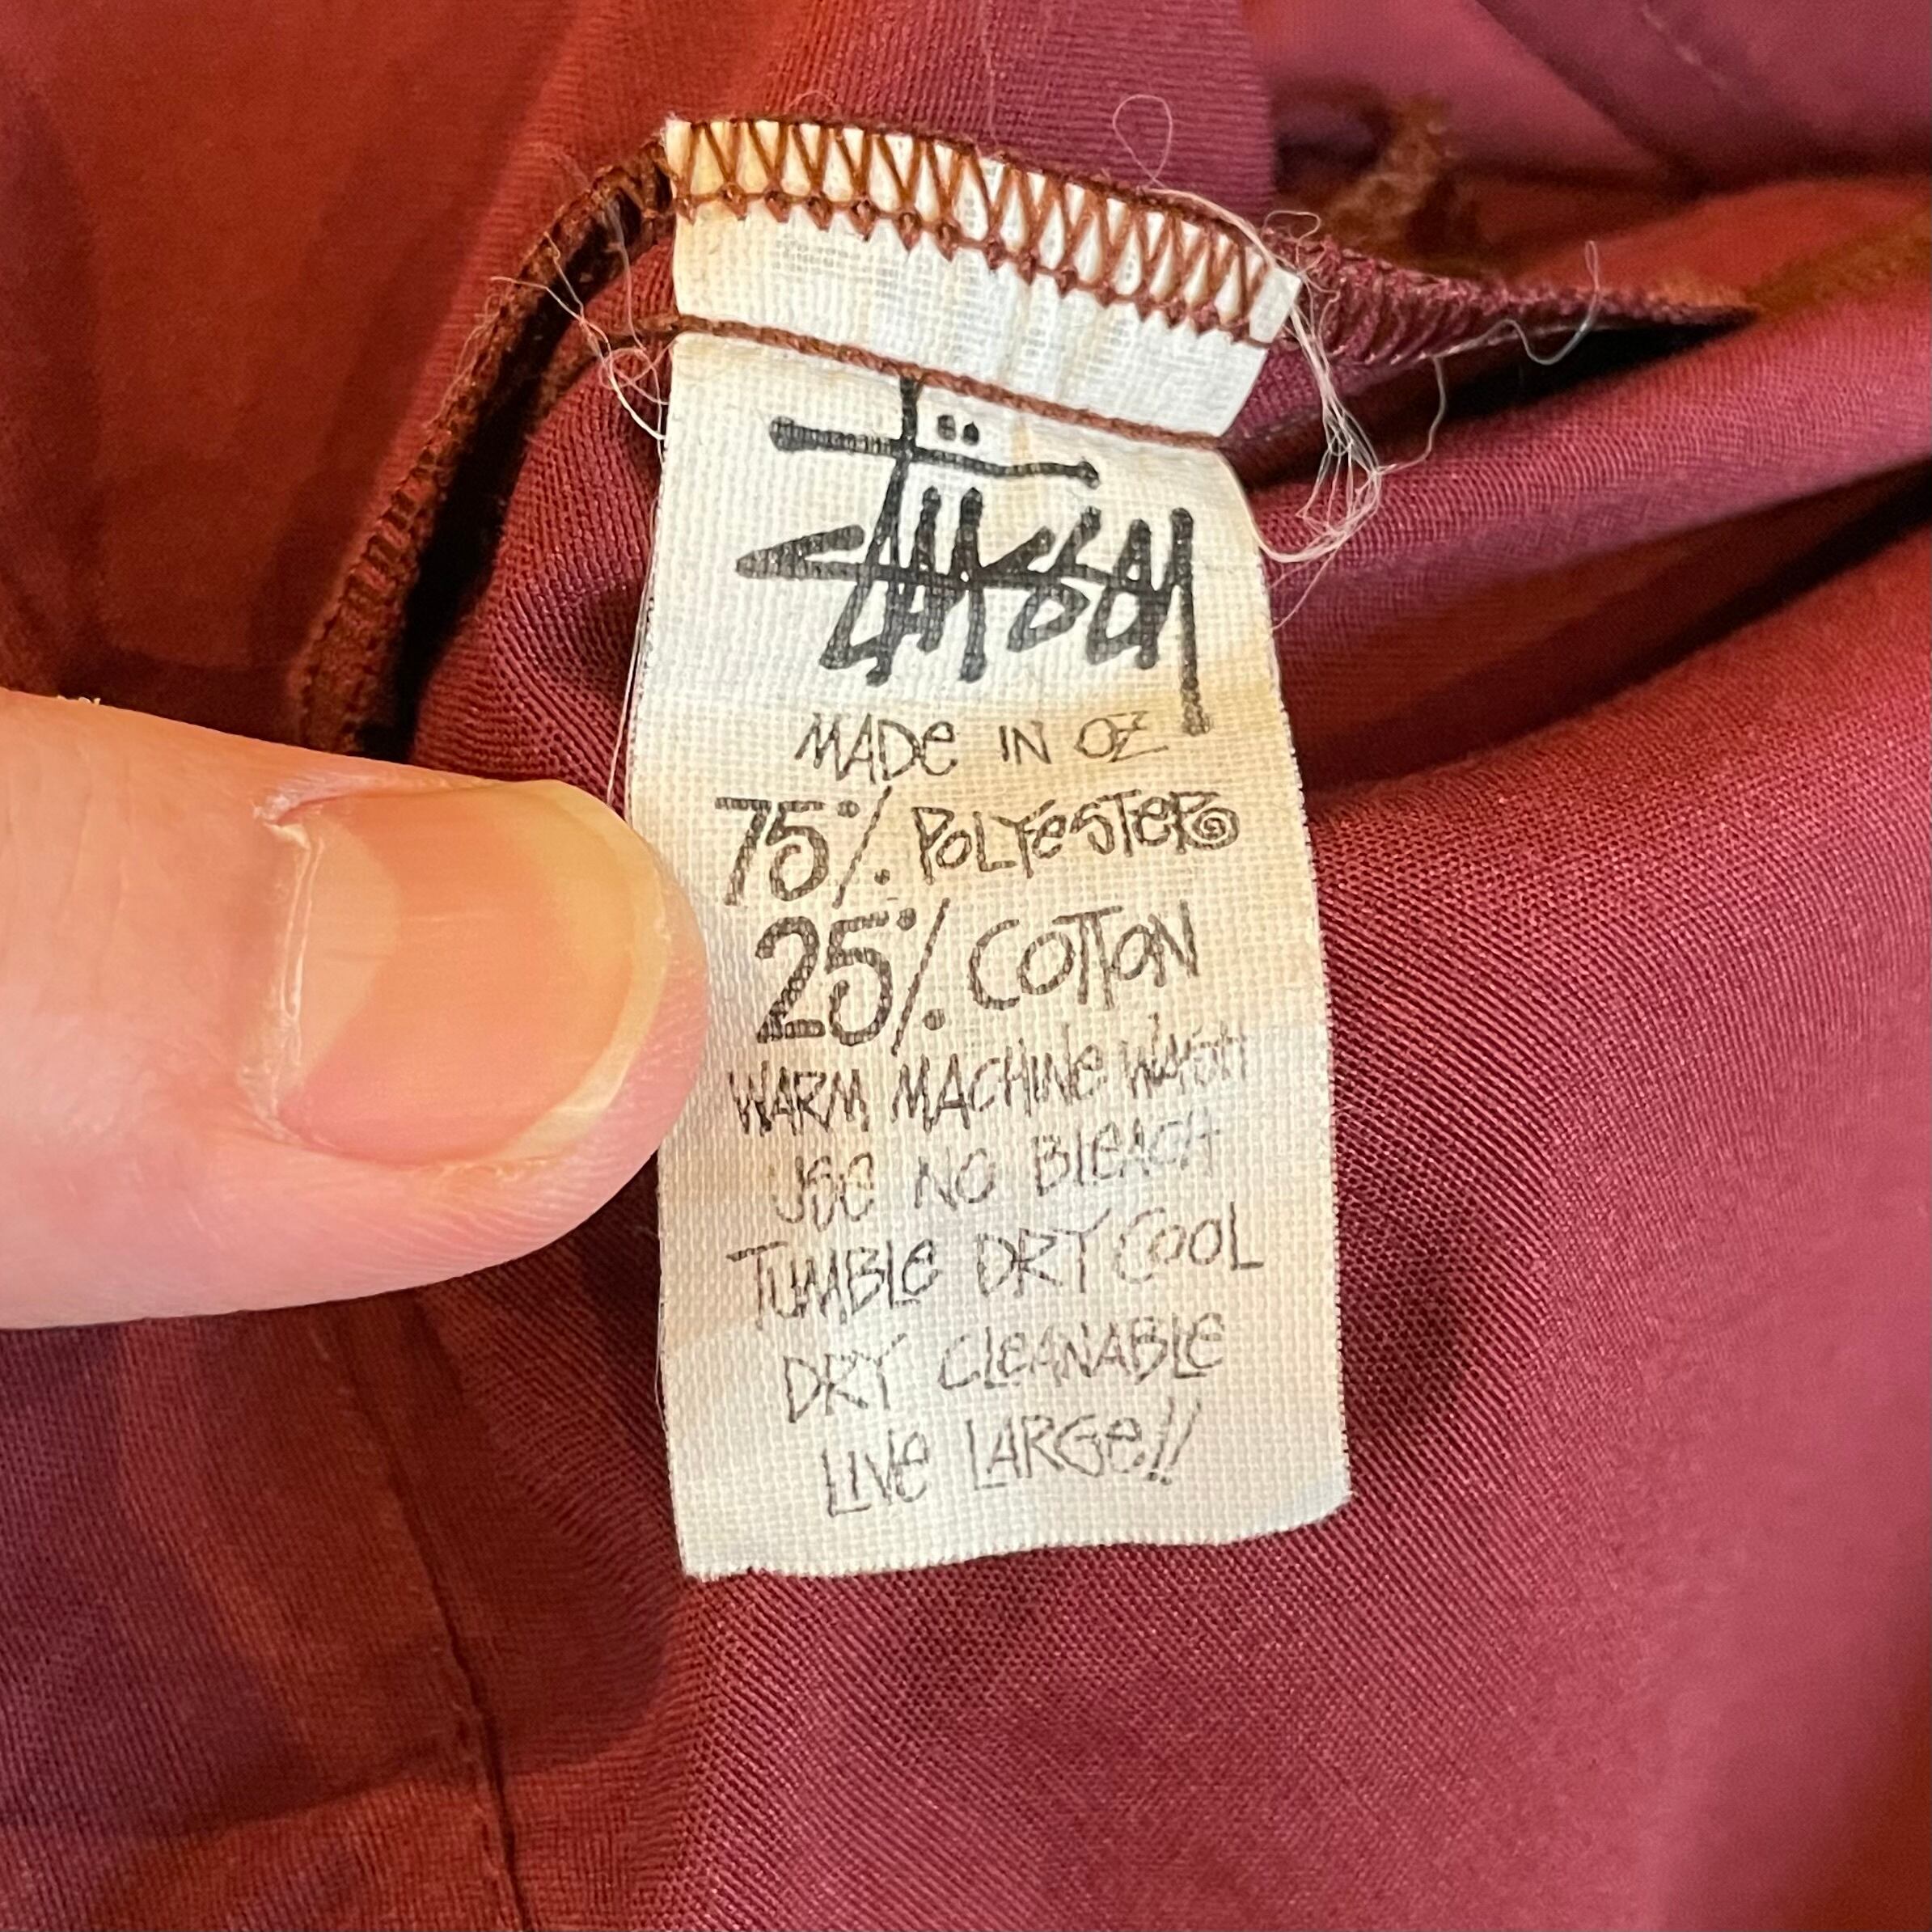 Stüssy
MADe IN OZ
75% POLYéSTER
25% COTTON
WARM MACHINe WASH
USe NO BLEACH
TUMBLe DRY COOL
DRY CLeANABLe
LIVe LARGe!!